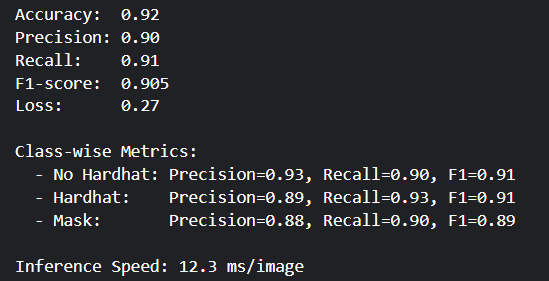 Accuracy: 0.92
Precision: 0.90
Recall: 0.91
F1-score: 0.905
Loss: 0.27
Class-wise Metrics:
- No Hardhat: Precision=0.93, Recall=0.90, F1=0.91
- Hardhat: Precision=0.89, Recall=0.93, F1=0.91
- Mask: Precision=0.88, Recall=0.90, F1=0.89
Inference Speed: 12.3 ms/image